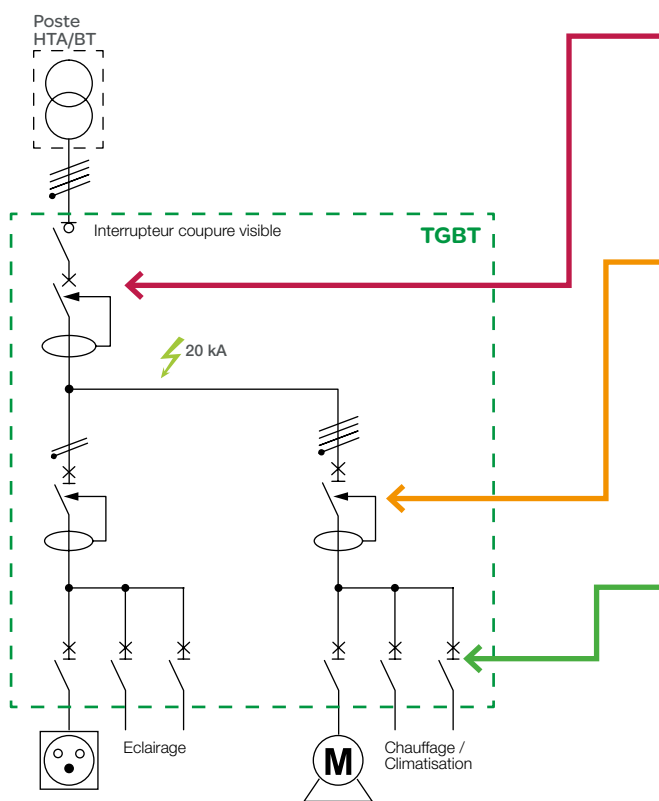 Poste
HTA/BT
Interrupteur coupure visible
TGBT
20 kA
Eclairage
M
Chauffage /
Climatisation